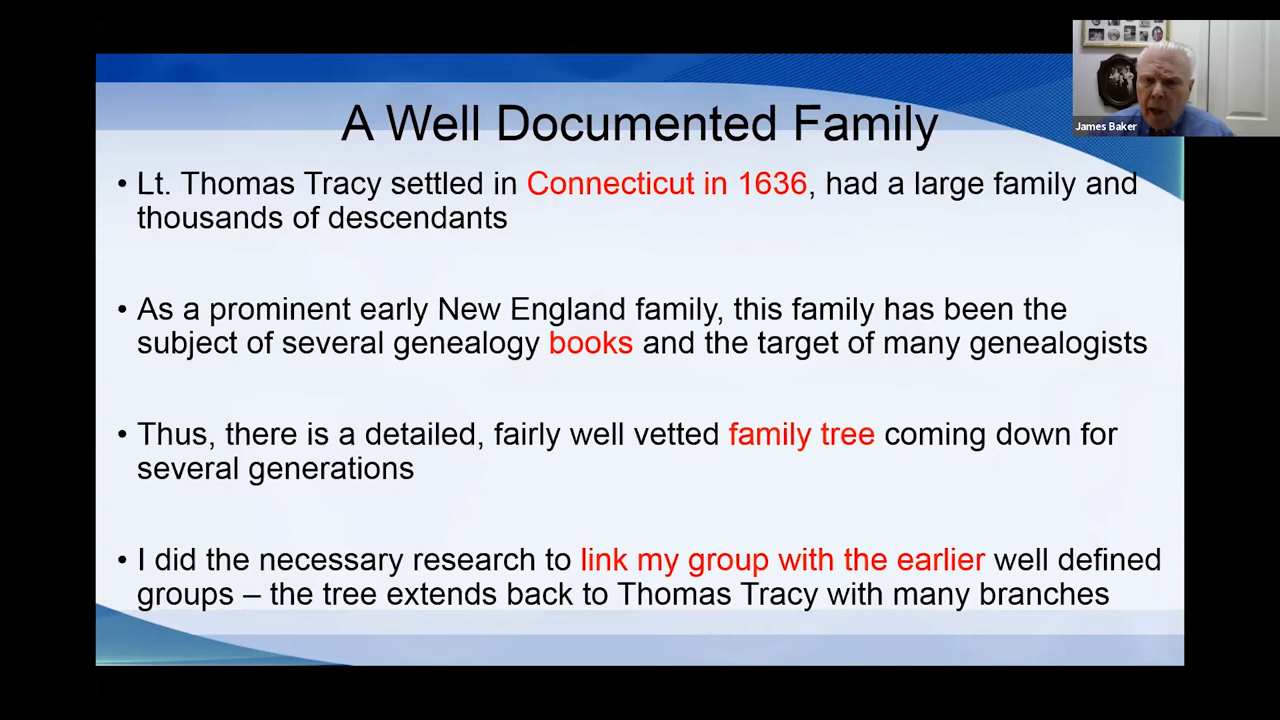 A Well Documented Family
James Baker
• Lt. Thomas Tracy settled in Connecticut in 1636, had a large family and
thousands of descendants
• As a prominent early New England family, this family has been the
subject of several genealogy books and the target of many genealogists
• Thus, there is a detailed, fairly well vetted family tree coming down for
several generations
• I did the necessary research to link my group with the earlier well defined
groups – the tree extends back to Thomas Tracy with many branches